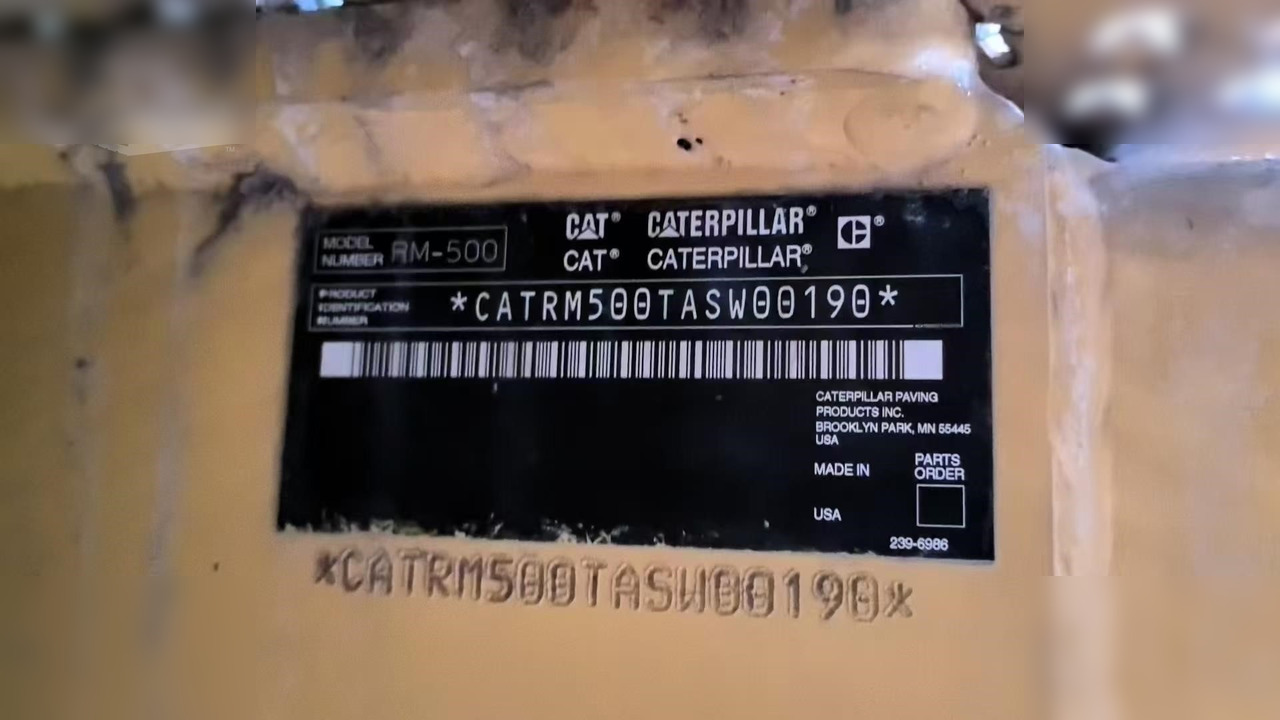 CAT® CATERPILLAR® C®
MODEL NUMBER RM-500
CAT® CATERPILLAR®
PRODUCT IDENTIFICATION NUMBER
*CATRM500TASW00190*
CATERPILLAR PAVING
PRODUCTS INC.
BROOKLYN PARK, MN 55445
USA
MADE IN
PARTS
ORDER
USA
239-6986
*CATRM500TASW00190*